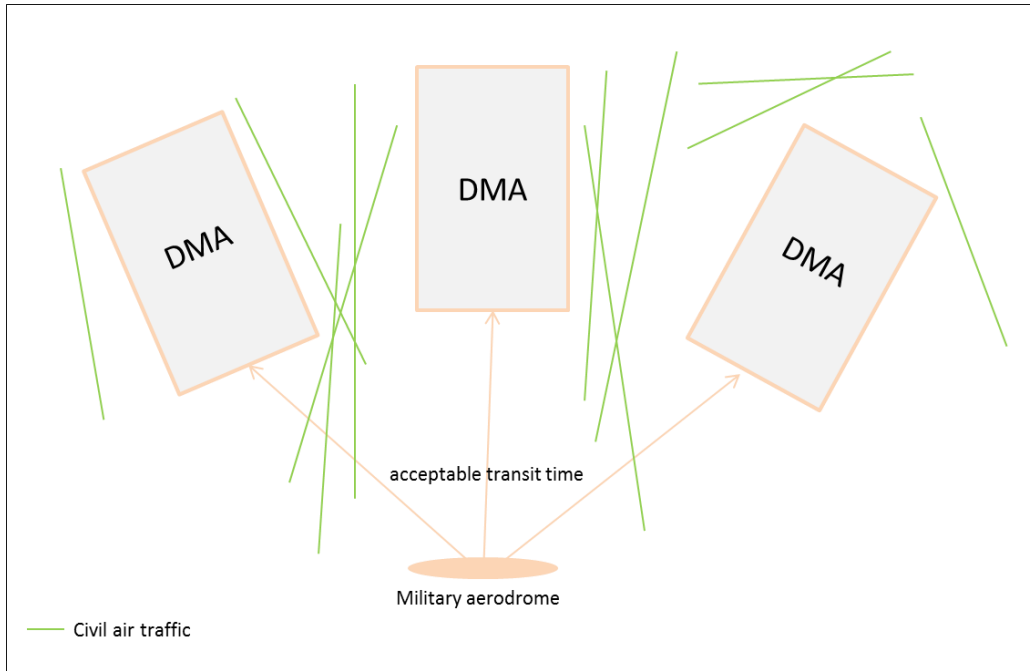 DMA
DMA
DMA
acceptable transit time
Military aerodrome
Civil air traffic